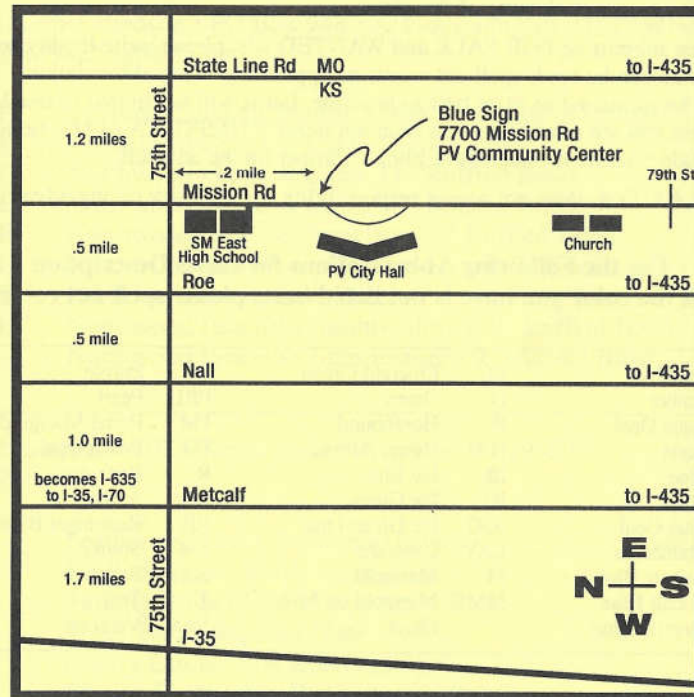 State Line Rd MO
to I-435
KS
75th Street
1.2 miles
.2 mile
Blue Sign
7700 Mission Rd
PV Community Center
79th St
Mission Rd
SM East
High School
PV City Hall
Church
.5 mile
Roe
to I-435
.5 mile
Nall
to I-435
1.0 mile
becomes I-635
to I-35, I-70
Metcalf
to I-435
1.7 miles
75th Street
I-35
E
N S
W